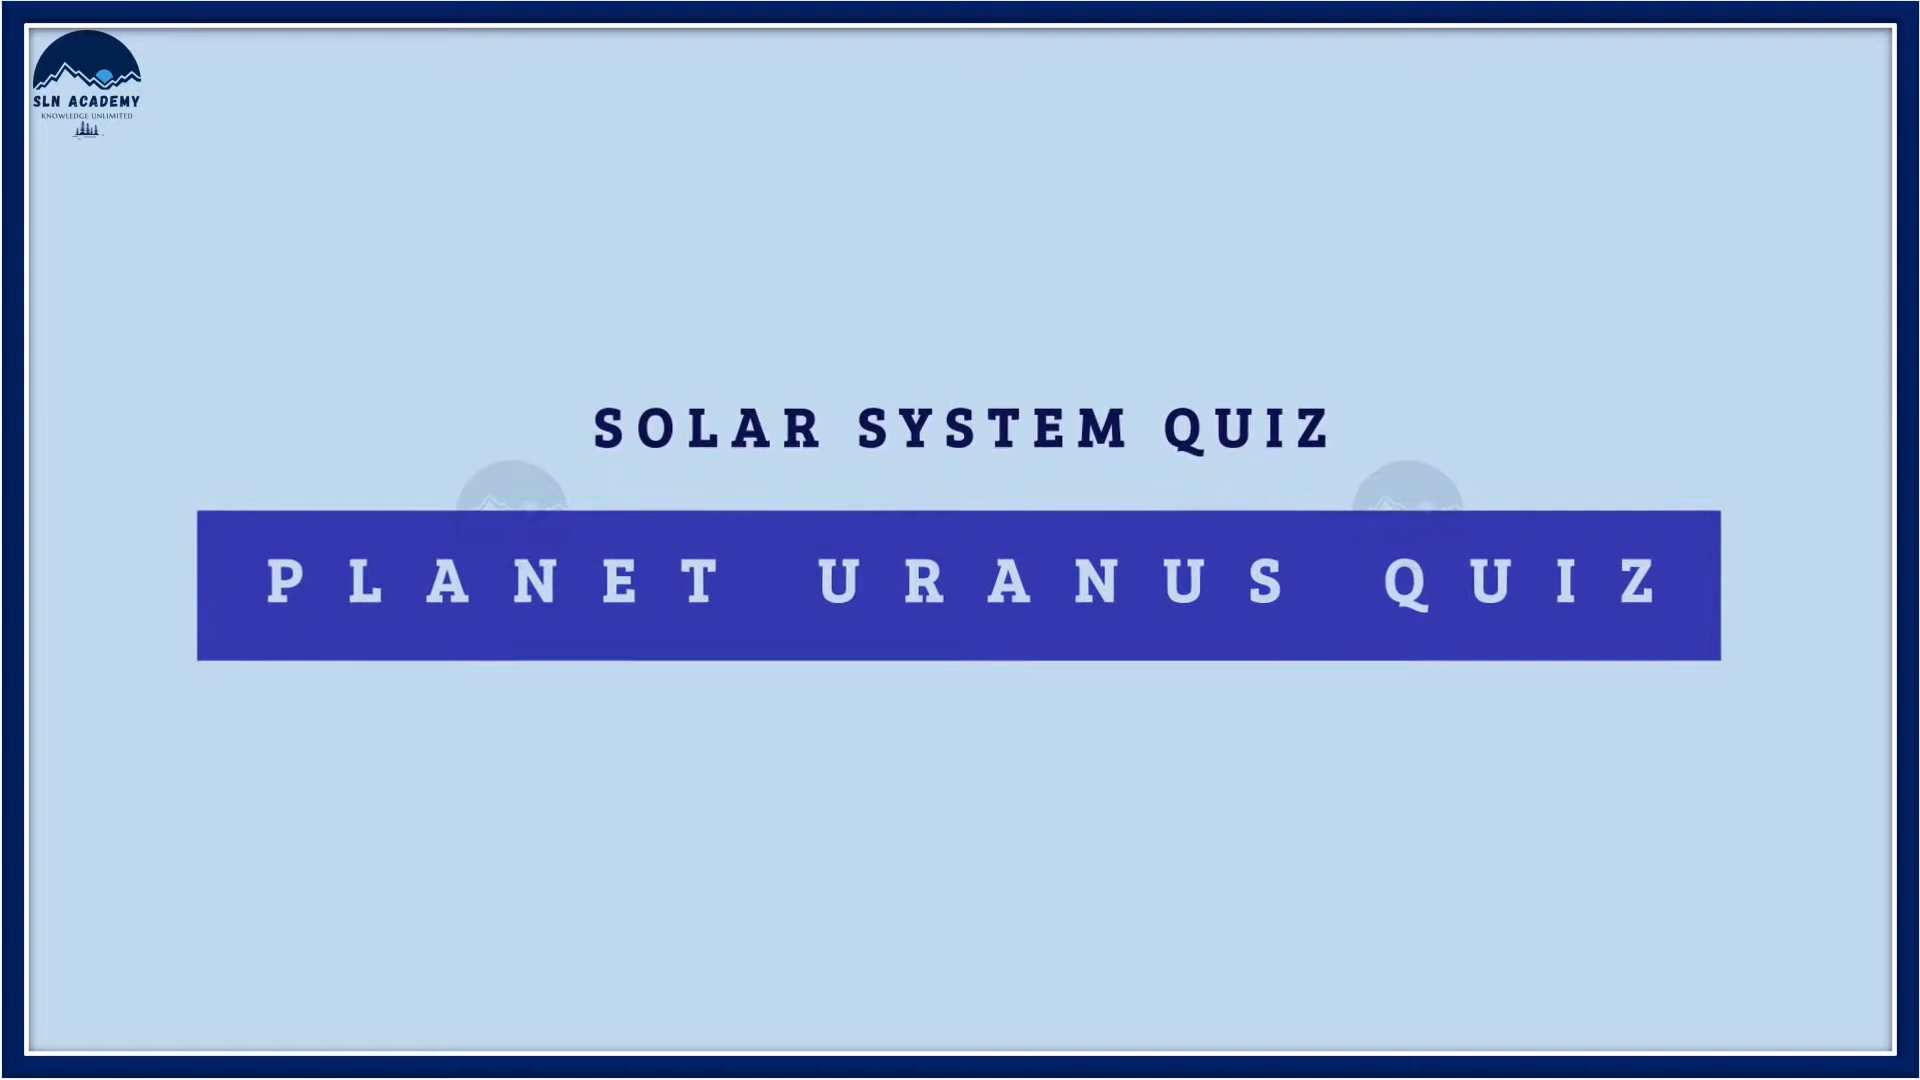 SLN ACADEMY
KNOWLEDGE UNLIMITED
SOLAR SYSTEM QUIZ
PLANET URANUS QUIZ